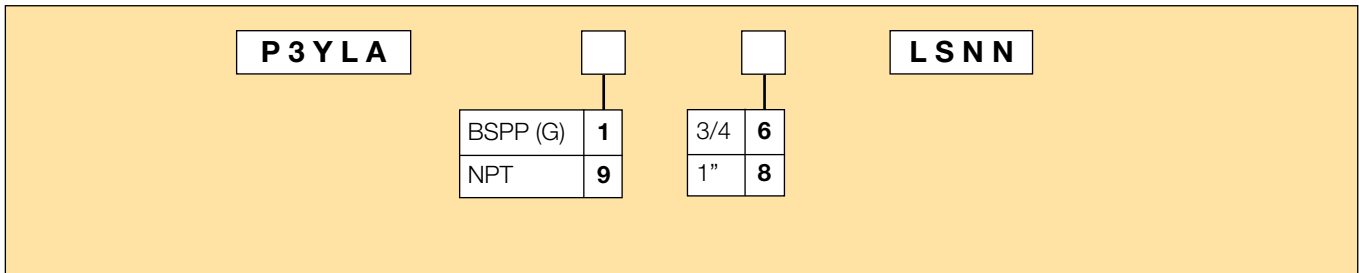 P3YLA LSNN
BSPP (G) 1 3/4 6
NPT 9 1” 8